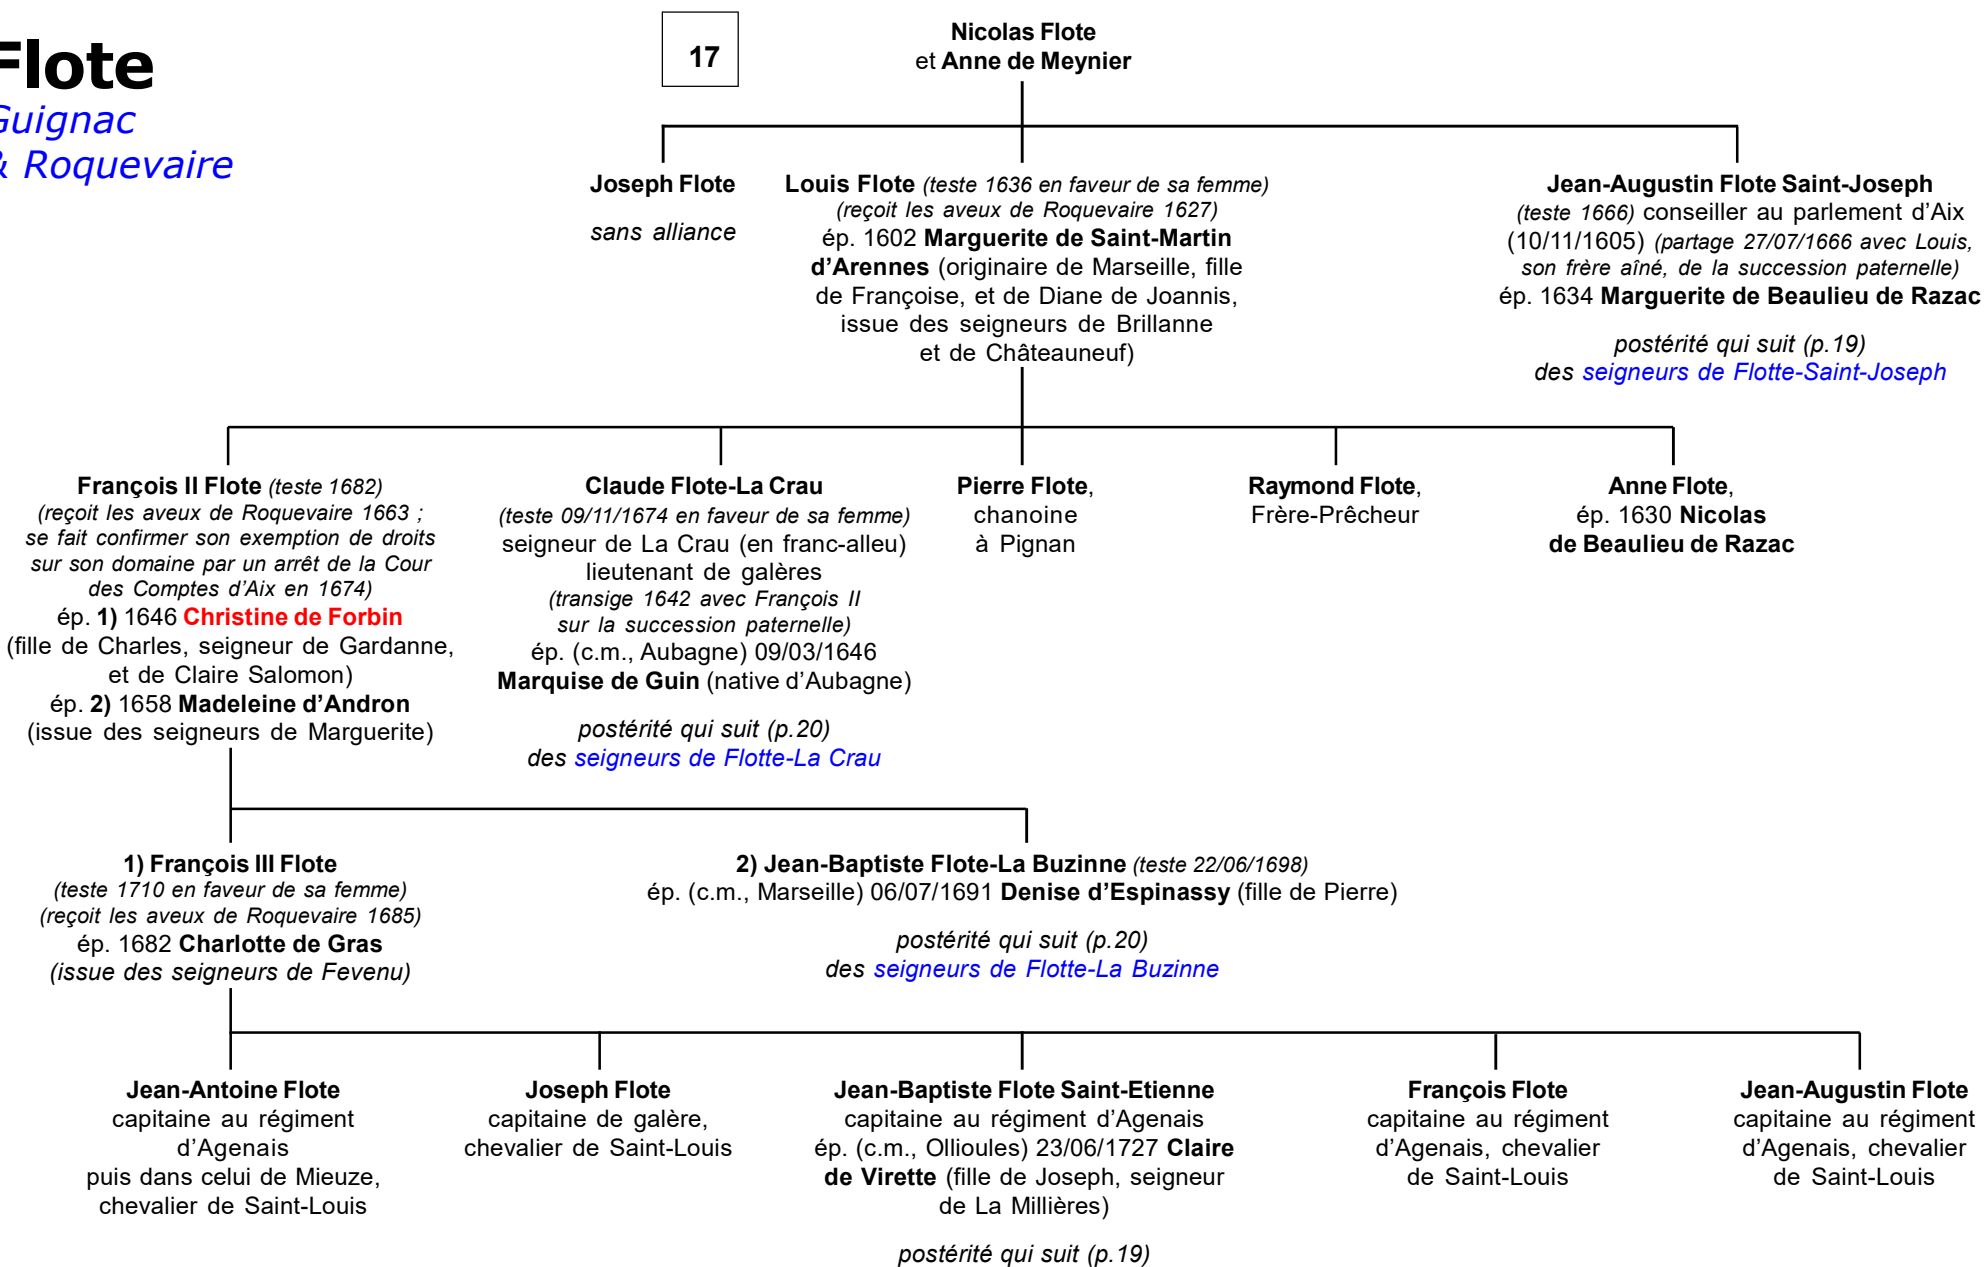 Flote
Guignac
& Roquevaire
17
Nicolas Flote
et Anne de Meynier
Joseph Flote
sans alliance
Louis Flote (teste 1636 en faveur de sa femme)
(reçoit les aveux de Roquevaire 1627)
ép. 1602 Marguerite de Saint-Martin
d’Arennes (originaire de Marseille, fille
de Françoise, et de Diane de Joannis,
issue des seigneurs de Brillanne
et de Châteauneuf)
Jean-Augustin Flote Saint-Joseph
(teste 1666) conseiller au parlement d’Aix
(10/11/1605) (partage 27/07/1666 avec Louis,
son frère aîné, de la succession paternelle)
ép. 1634 Marguerite de Beaulieu de Razac
postérité qui suit (p.19)
des seigneurs de Flotte-Saint-Joseph
François II Flote (teste 1682)
(reçoit les aveux de Roquevaire 1663 ;
se fait confirmer son exemption de droits
sur son domaine par un arrêt de la Cour
des Comptes d’Aix en 1674)
ép. 1) 1646 Christine de Forbin
(fille de Charles, seigneur de Gardanne,
et de Claire Salomon)
ép. 2) 1658 Madeleine d’Andron
(issue des seigneurs de Marguerite)
Claude Flote-La Crau
(teste 09/11/1674 en faveur de sa femme)
seigneur de La Crau (en franc-alleu)
lieutenant de galères
(transige 1642 avec François II
sur la succession paternelle)
ép. (c.m., Aubagne) 09/03/1646
Marquise de Guin (native d’Aubagne)
postérité qui suit (p.20)
des seigneurs de Flotte-La Crau
Pierre Flote,
chanoine
à Pignan
Raymond Flote,
Frère-Prêcheur
Anne Flote,
ép. 1630 Nicolas
de Beaulieu de Razac
1) François III Flote
(teste 1710 en faveur de sa femme)
(reçoit les aveux de Roquevaire 1685)
ép. 1682 Charlotte de Gras
(issue des seigneurs de Fevenu)
2) Jean-Baptiste Flote-La Buzinne (teste 22/06/1698)
ép. (c.m., Marseille) 06/07/1691 Denise d’Espinassy (fille de Pierre)
postérité qui suit (p.20)
des seigneurs de Flotte-La Buzinne
Jean-Antoine Flote
capitaine au régiment
d’Agenais
puis dans celui de Mieuze,
chevalier de Saint-Louis
Joseph Flote
capitaine de galère,
chevalier de Saint-Louis
Jean-Baptiste Flote Saint-Etienne
capitaine au régiment d’Agenais
ép. (c.m., Ollioules) 23/06/1727 Claire
de Virette (fille de Joseph, seigneur
de La Millières)
postérité qui suit (p.19)
François Flote
capitaine au régiment
d’Agenais, chevalier
de Saint-Louis
Jean-Augustin Flote
capitaine au régiment
d’Agenais, chevalier
de Saint-Louis